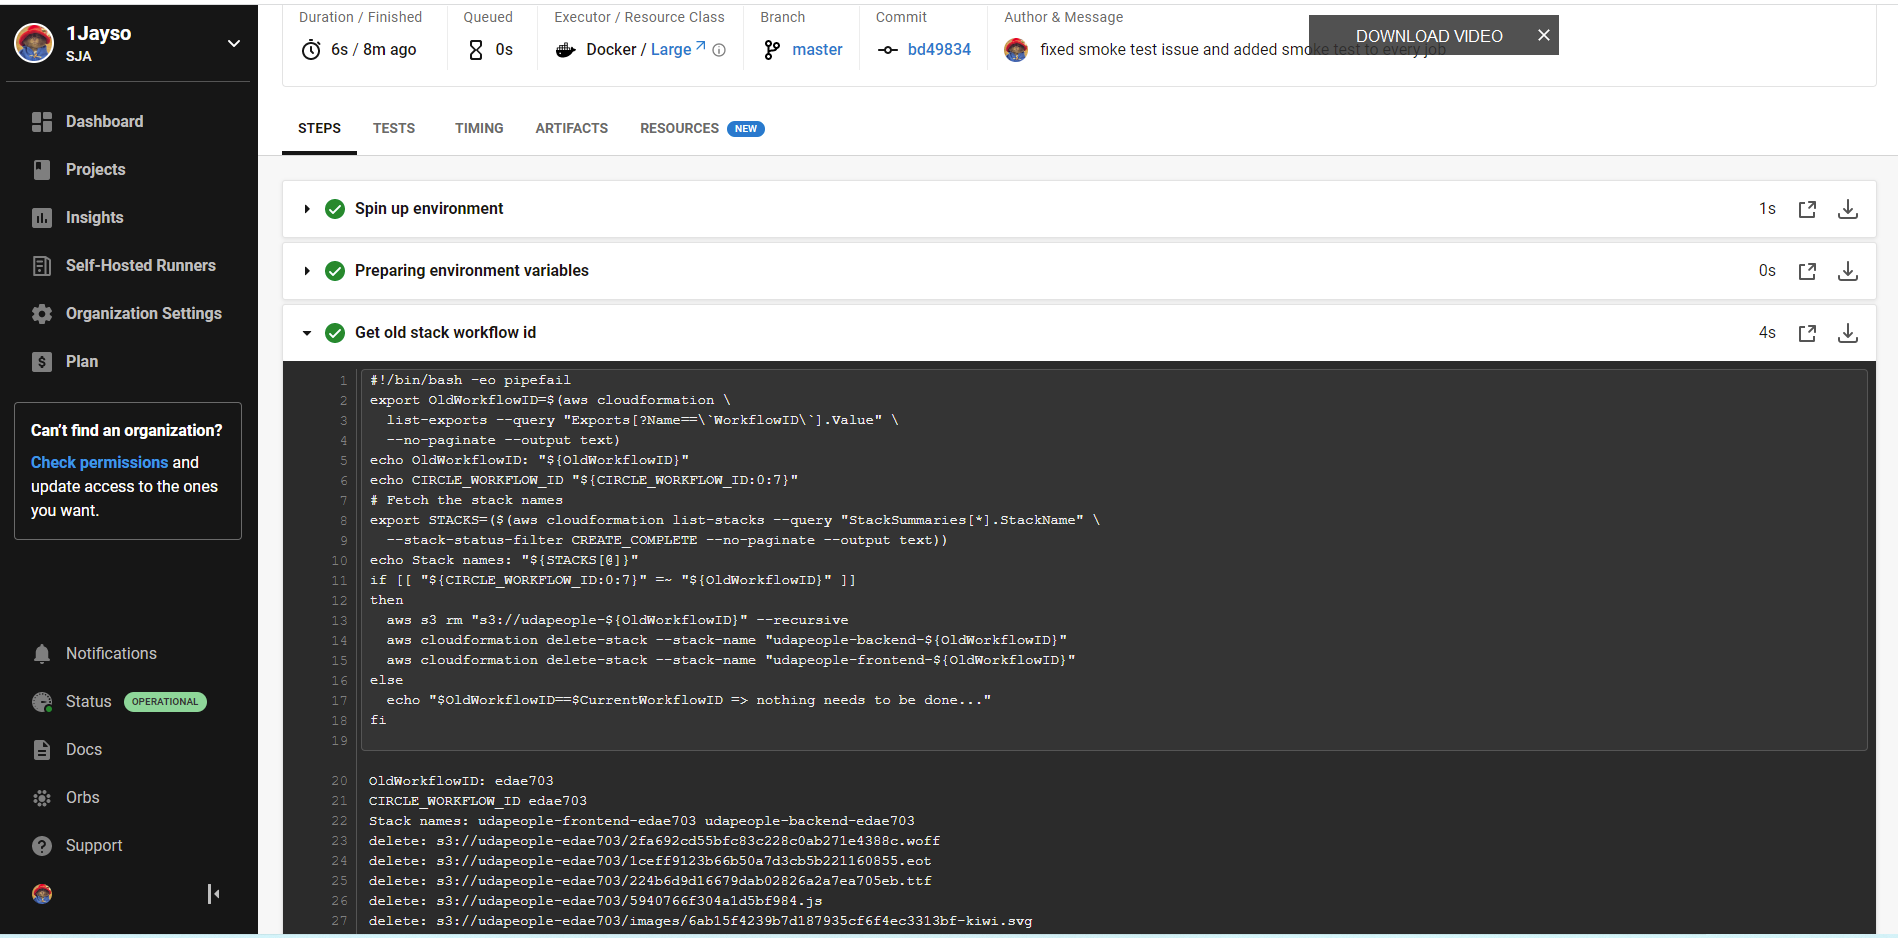 1Jayso
SJA
Dashboard
Projects
Insights
Self-Hosted Runners
Organization Settings
Plan
Can't find an organization?
Check permissions and
update access to the ones
you want.
Notifications
Status OPERATIONAL
Docs
Orbs
Support
Duration / Finished Queued Executor / Resource Class Branch Commit Author & Message
6s / 8m ago 0s Docker / Large master bd49834 fixed smoke test issue and added smoke test to every job
DOWNLOAD VIDEO
STEPS TESTS TIMING ARTIFACTS RESOURCES NEW
Spin up environment 1s
Preparing environment variables 0s
Get old stack workflow id 4s
1 #!/bin/bash -eo pipefail
2 export OldWorkflowID=$(aws cloudformation \
3 list-exports --query "Exports[?Name==\`WorkflowID\`].Value" \
4 --no-paginate --output text)
5 echo OldWorkflowID: "${OldWorkflowID}"
6 echo CIRCLE_WORKFLOW_ID "${CIRCLE_WORKFLOW_ID:0:7}"
7 # Fetch the stack names
8 export STACKS=($(aws cloudformation list-stacks --query "StackSummaries[*].StackName" \
9 --stack-status-filter CREATE_COMPLETE --no-paginate --output text))
10 echo Stack names: "${STACKS[@]}"
11 if [[ "${CIRCLE_WORKFLOW_ID:0:7}" =~ "${OldWorkflowID}" ]]
12 then
13 aws s3 rm "s3://udapeople-${OldWorkflowID}" --recursive
14 aws cloudformation delete-stack --stack-name "udapeople-backend-${OldWorkflowID}"
15 aws cloudformation delete-stack --stack-name "udapeople-frontend-${OldWorkflowID}"
16 else
17 echo "$OldWorkflowID==$CurrentWorkflowID => nothing needs to be done..."
18 fi
19
20 OldWorkflowID: edae703
21 CIRCLE_WORKFLOW_ID edae703
22 Stack names: udapeople-frontend-edae703 udapeople-backend-edae703
23 delete: s3://udapeople-edae703/2fa692cd55bfc83c228c0ab271e4388c.woff
24 delete: s3://udapeople-edae703/1ceff9123b66b50a7d3cb5b221160855.eot
25 delete: s3://udapeople-edae703/224b6d9d16679dab02826a2a7ea705eb.ttf
26 delete: s3://udapeople-edae703/5940766f304a1d5bf984.js
27 delete: s3://udapeople-edae703/images/6ab15f4239b7d187935cf6f4ec3313bf-kiwi.svg